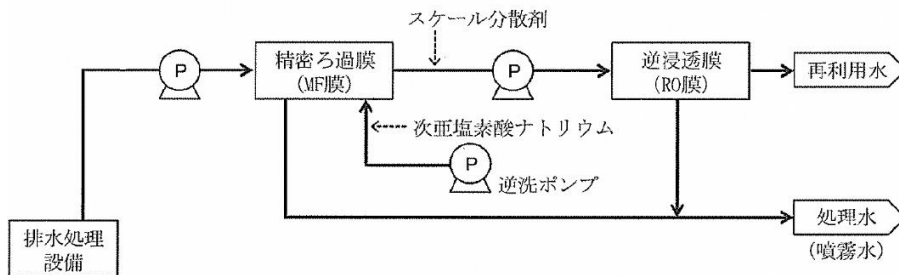 スケール分散剤
P
精密ろ過膜
(MF膜)
P
逆浸透膜
(RO膜)
再利用水
次亜塩素酸ナトリウム
P
逆洗ポンプ
排水処理
設備
処理水
(噴霧水)